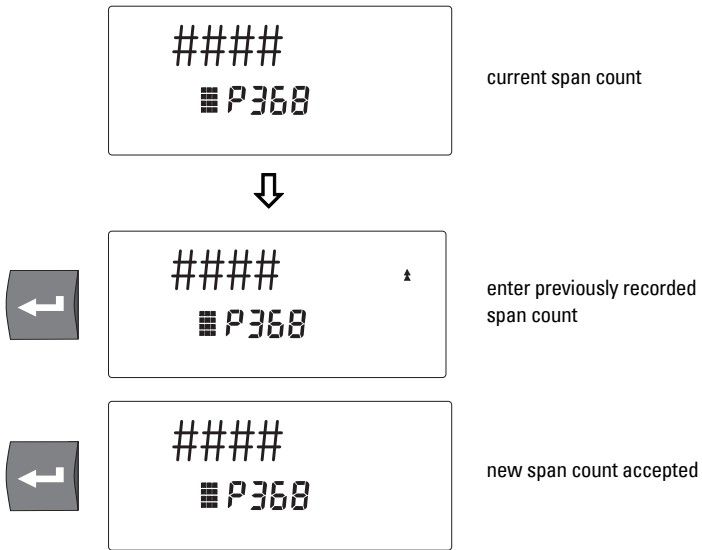 ####
P368
current span count
####
P368
enter previously recorded
span count
####
P368
new span count accepted